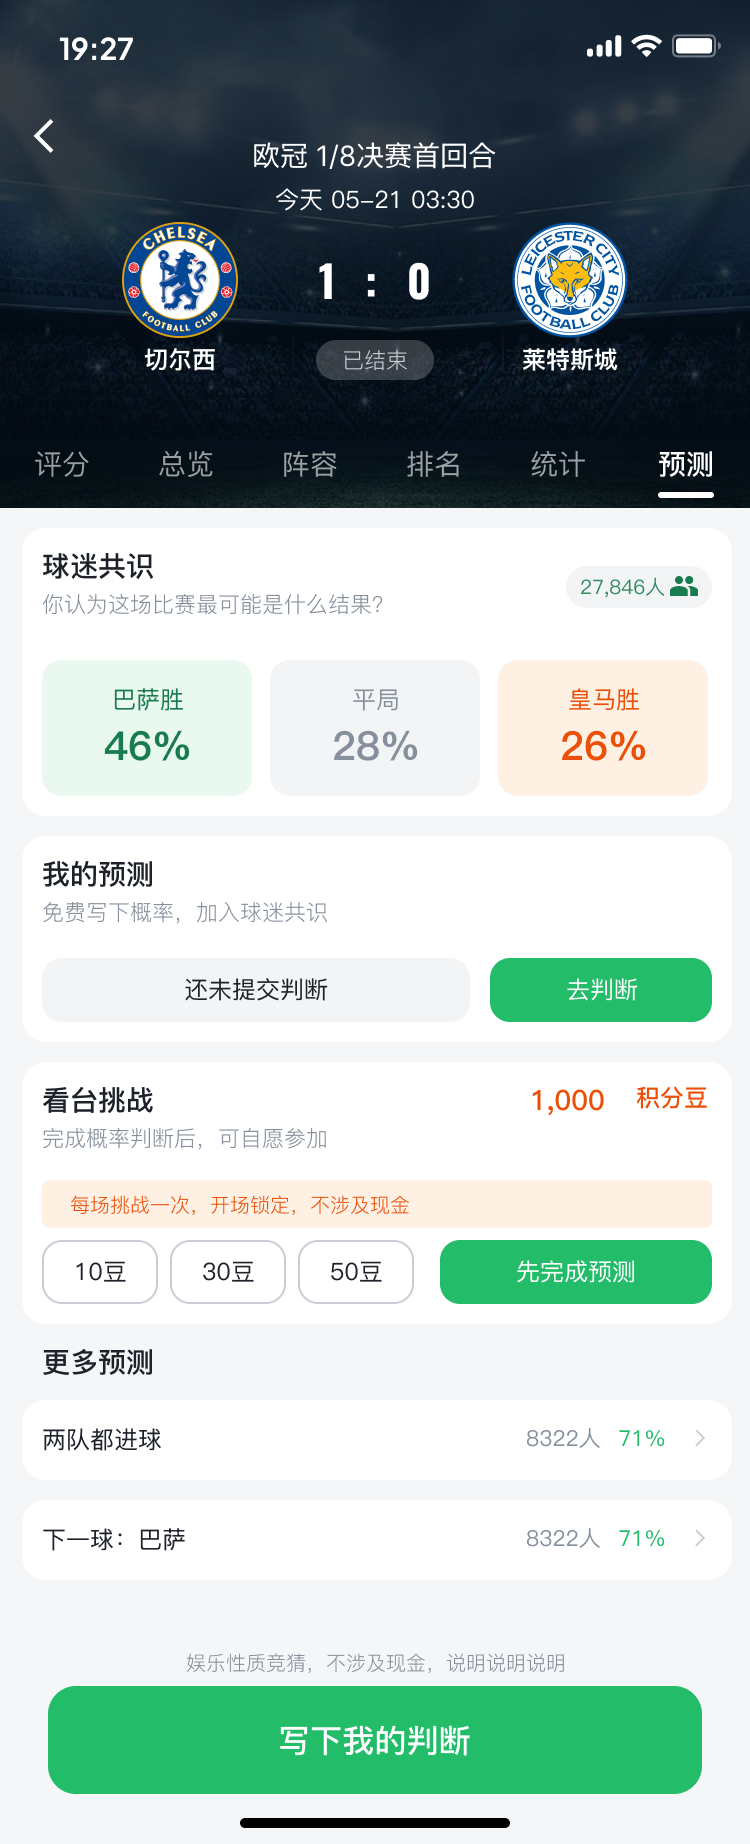 19:27
欧冠 1/8决赛首回合
今天 05-21 03:30
CHELSEA
FOOTBALL CLUB
1 : 0
LEICESTER CITY
FOOTBALL CLUB
切尔西
已结束
莱特斯城
评分 总览 阵容 排名 统计 预测
球迷共识
27,846人
你认为这场比赛最可能是什么结果?
巴萨胜 平局 皇马胜
46% 28% 26%
我的预测
免费写下概率，加入球迷共识
还未提交判断 去判断
看台挑战 1,000 积分豆
完成概率判断后，可自愿参加
每场挑战一次，开场锁定，不涉及现金
10豆 30豆 50豆 先完成预测
更多预测
两队都进球 8322人 71%
下一球：巴萨 8322人 71%
娱乐性质竞猜，不涉及现金，说明说明说明
写下我的判断